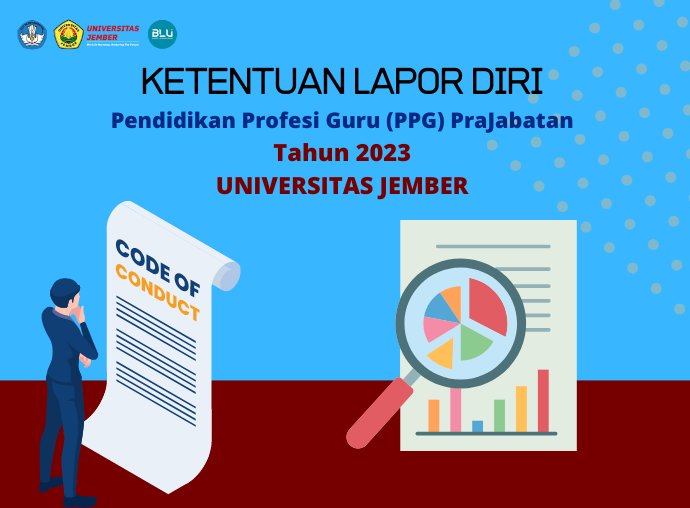 UNIVERSITAS
JEMBER
BLU
KETENTUAN LAPOR DIRI
Pendidikan Profesi Guru (PPG) PraJabatan
Tahun 2023
UNIVERSITAS JEMBER
CODE OF
CONDUCT